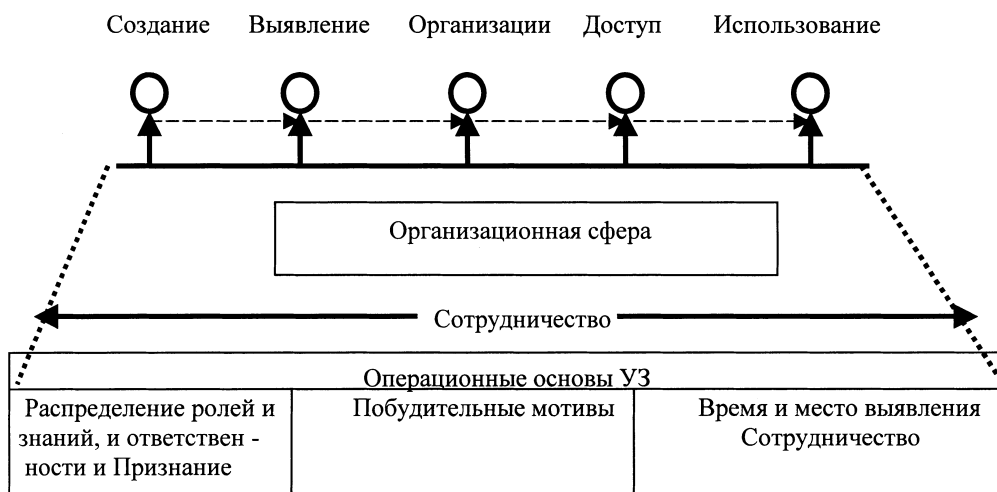 Создание Выявление Организации Доступ Использование
Организационная сфера
Сотрудничество
Операционные основы УЗ
Распределение ролей и
знаний, и ответствен -
ности и Признание
Побудительные мотивы
Время и место выявления
Сотрудничество